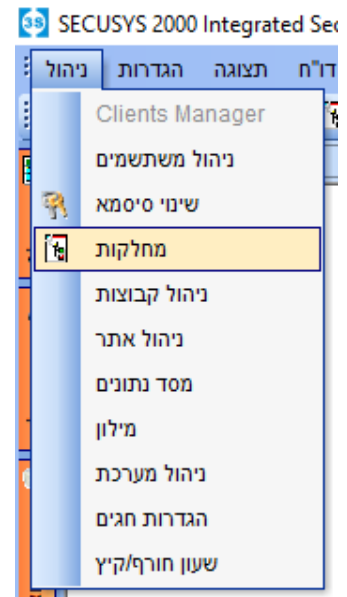 SECUSYS 2000 Integrated Sec
ניהול הגדרות תצוגה דו"ח
Clients Manager
ניהול משתשמים
שינוי סיסמא
מחלקות
ניהול קבוצות
ניהול אתר
מסד נתונים
מילון
ניהול מערכת
הגדרות חגים
שעון חורף/קיץ